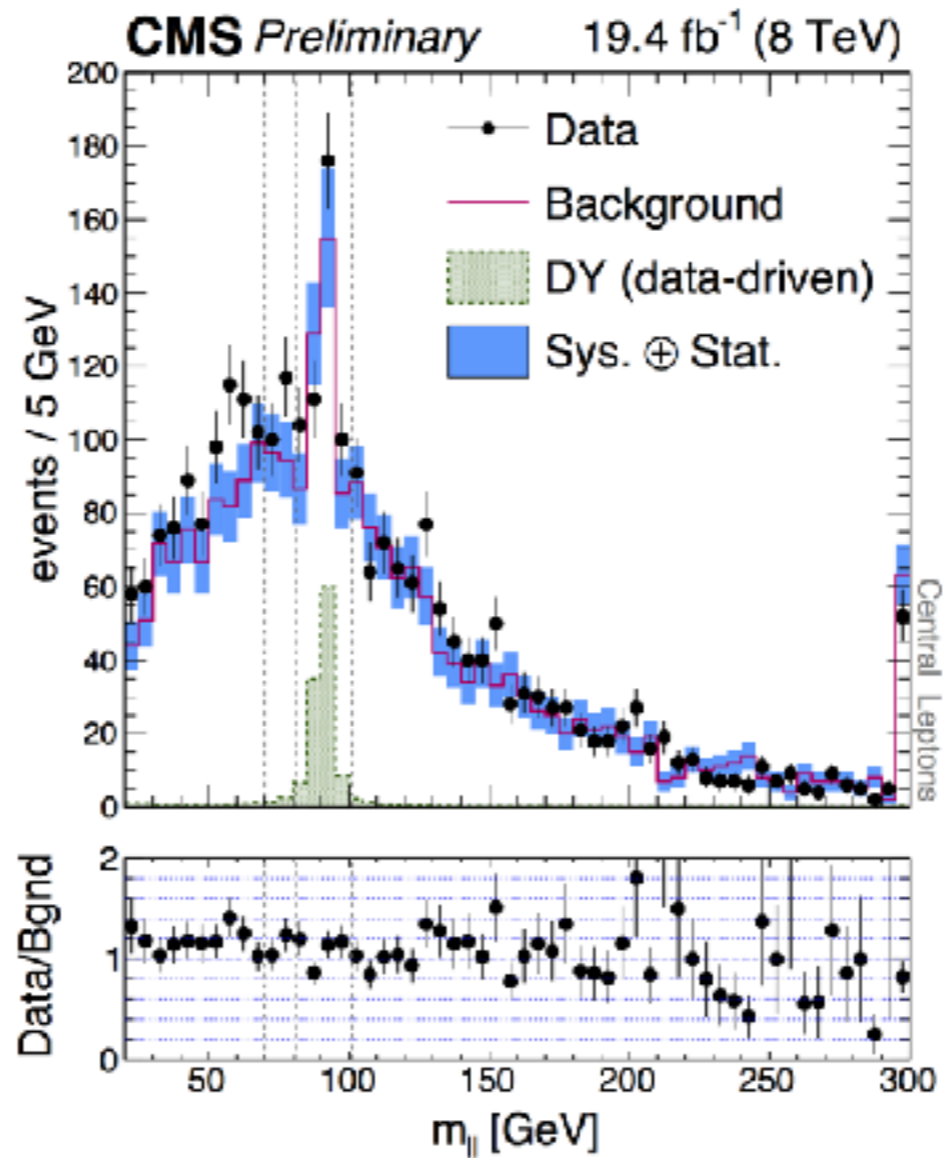 CMS Preliminary 19.4 fb⁻¹ (8 TeV)
200
180
160
140
120
100
80
60
40
20
0
events / 5 GeV
Data
Background
DY (data-driven)
Sys. ⊕ Stat.
Central Leptons
2
1
0
Data/Bgnd
50 100 150 200 250 300
m_ll [GeV]